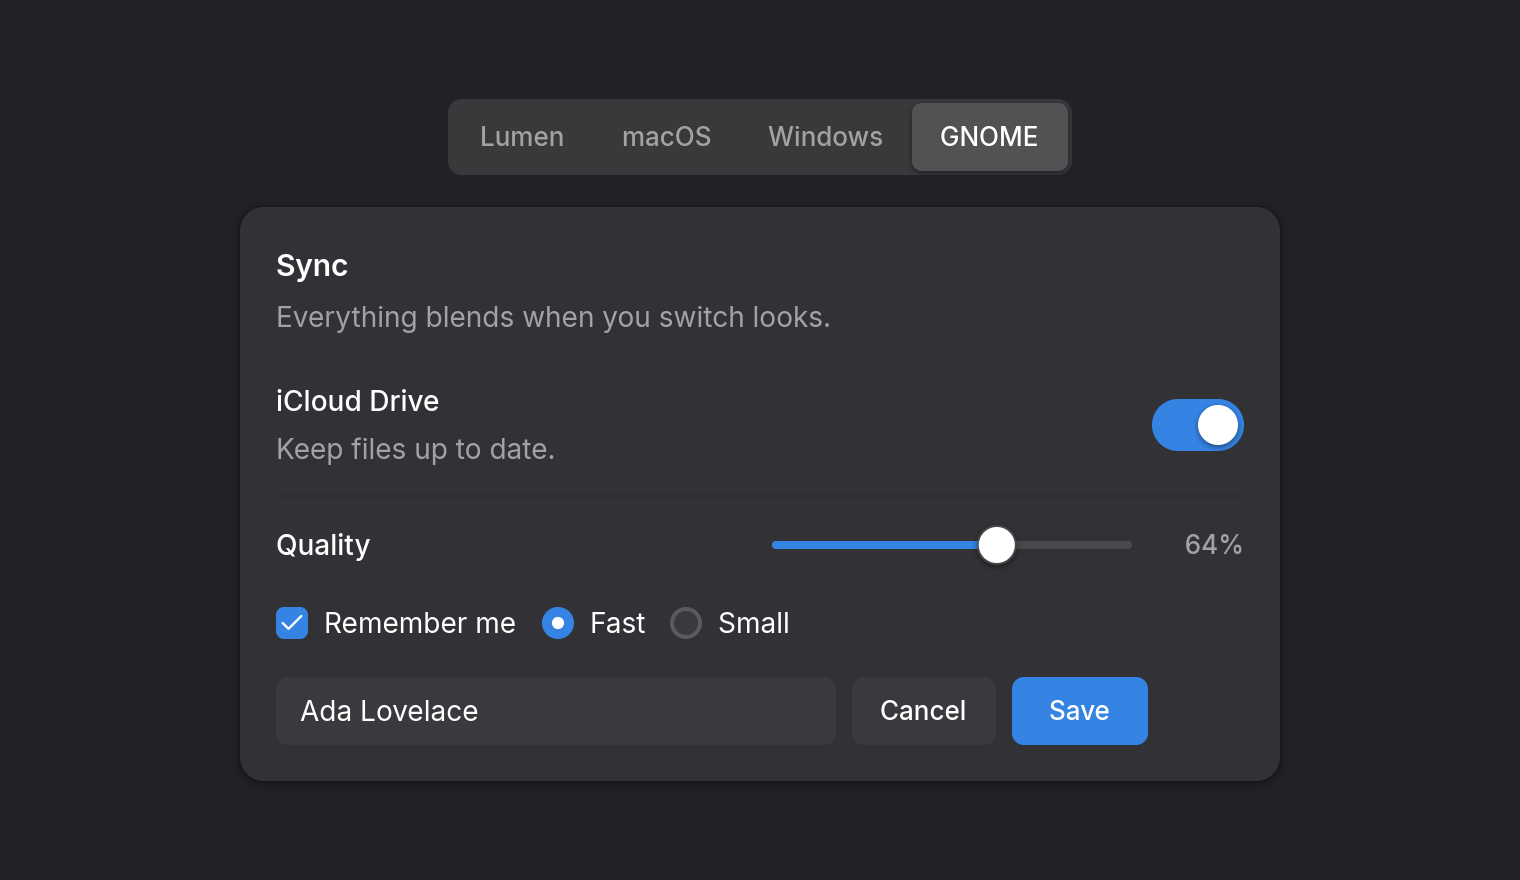 Lumen macOS Windows GNOME
Sync
Everything blends when you switch looks.
iCloud Drive
Keep files up to date.
Quality 64%
Remember me Fast Small
Ada Lovelace Cancel Save